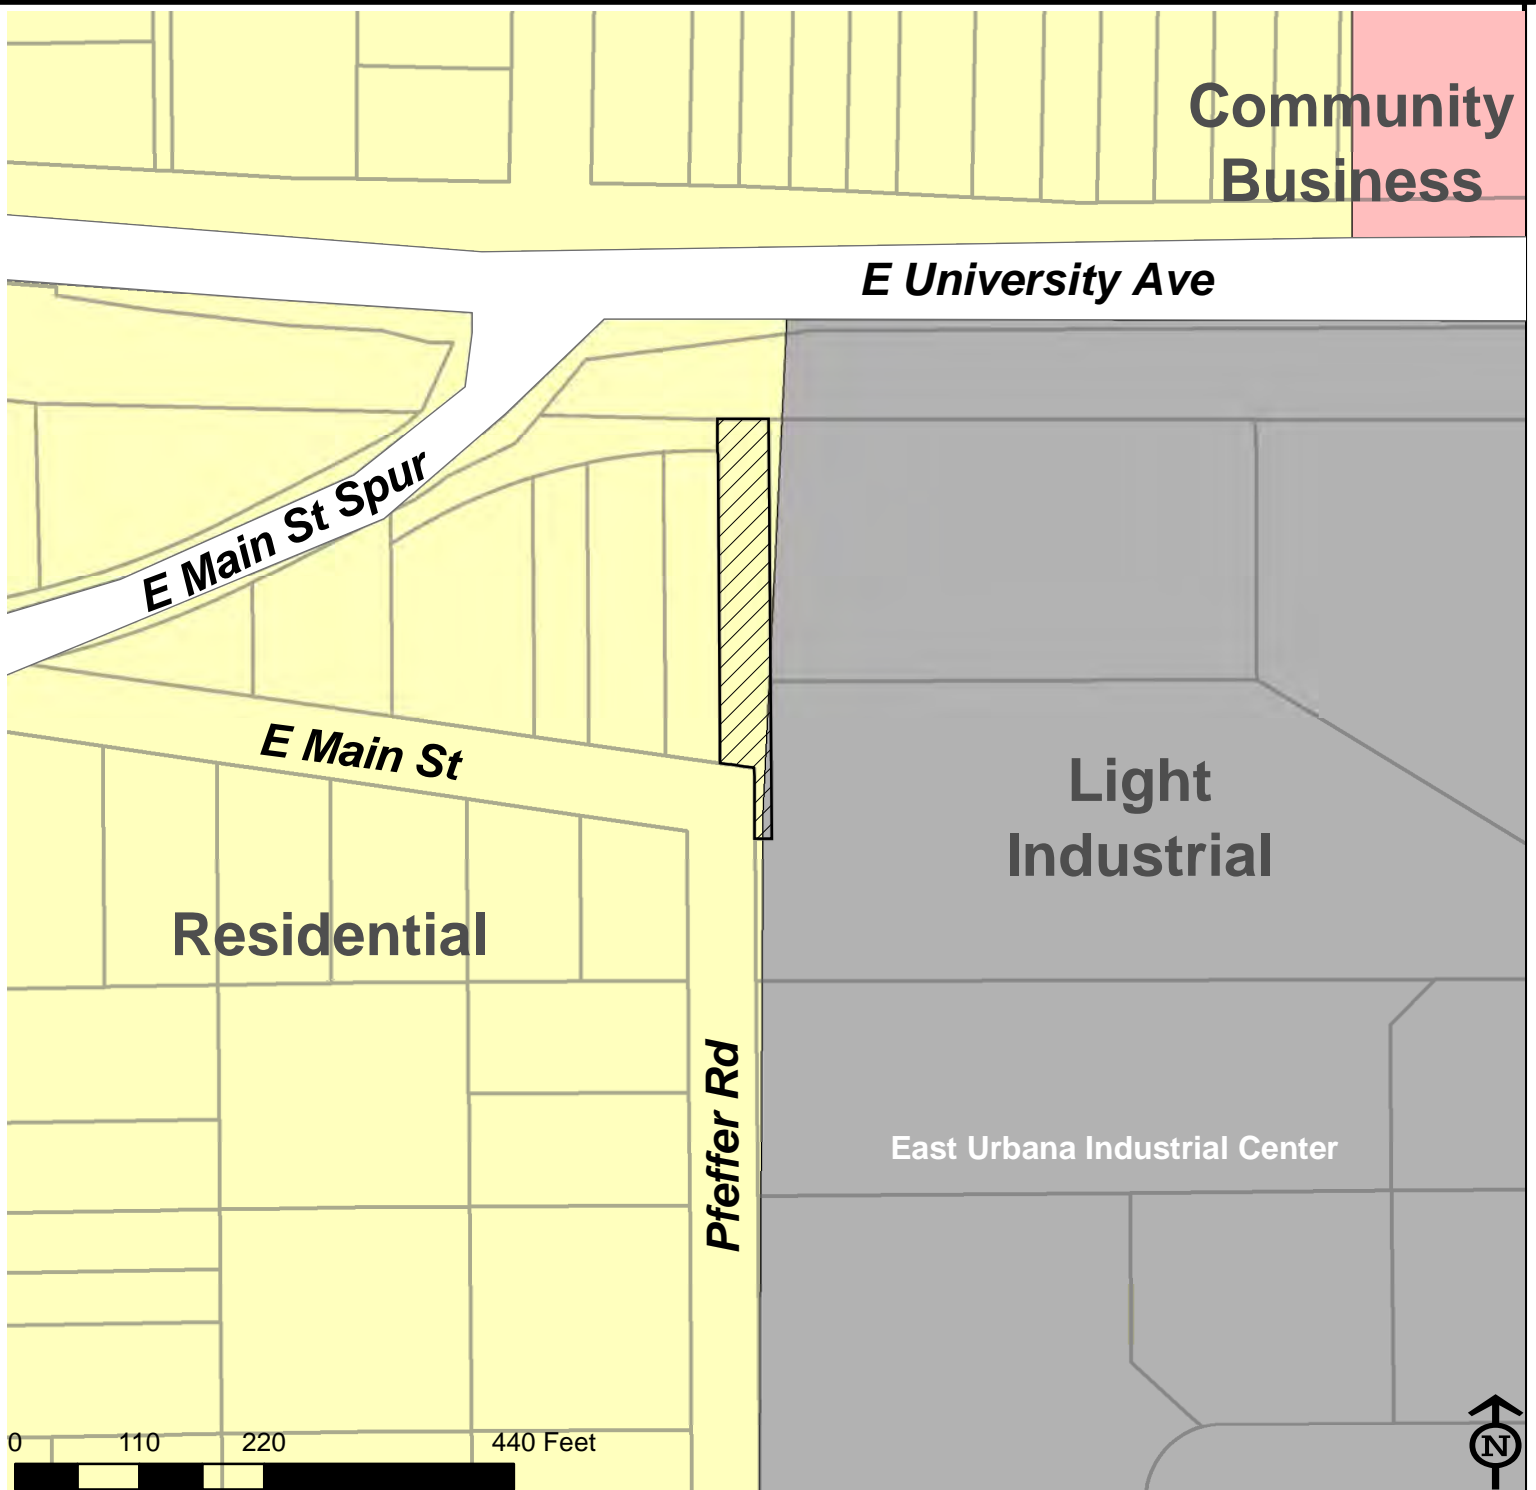 Community
Business
E University Ave
E Main St Spur
E Main St
Light
Industrial
Residential
Pfeffer Rd
East Urbana Industrial Center
0 110 220 440 Feet
N